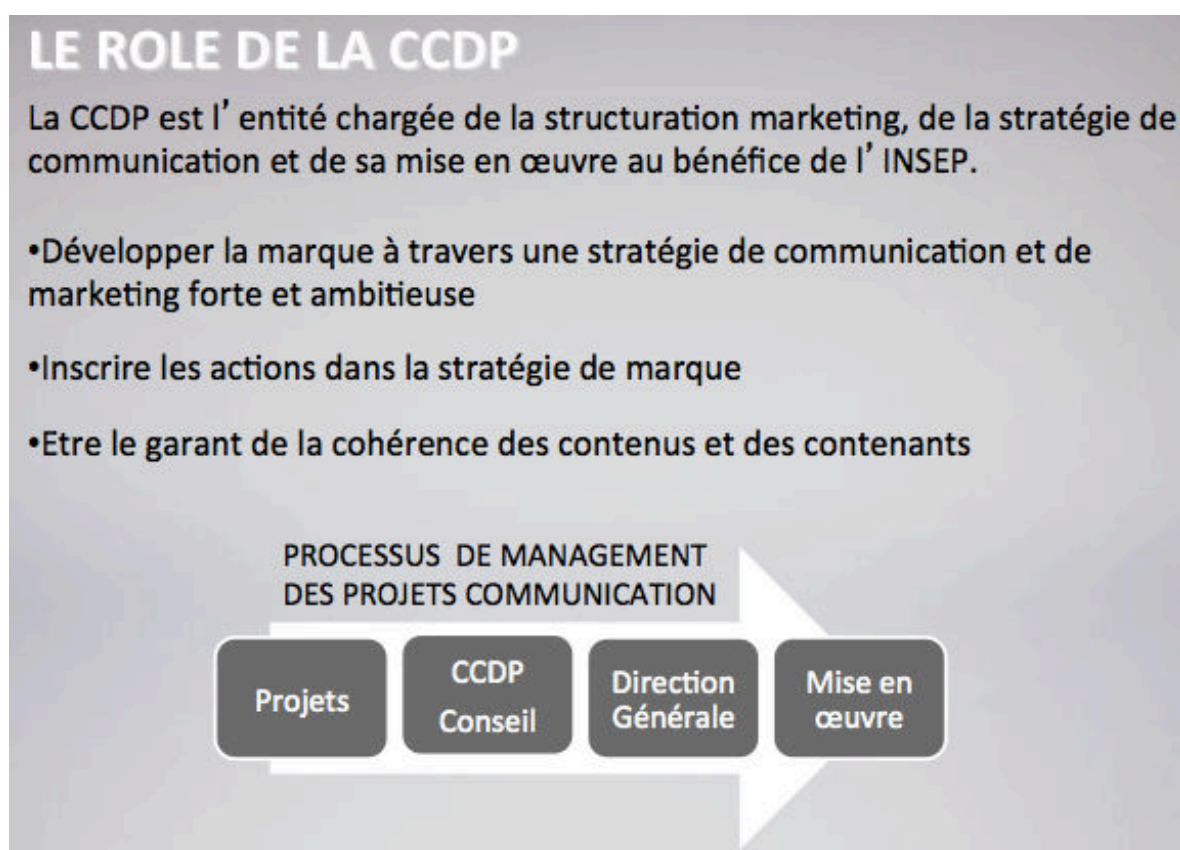 LE ROLE DE LA CCDP
La CCDP est l’ entité chargée de la structuration marketing, de la stratégie de
communication et de sa mise en œuvre au bénéfice de l’ INSEP.
•Développer la marque à travers une stratégie de communication et de
marketing forte et ambitieuse
•Inscrire les actions dans la stratégie de marque
•Etre le garant de la cohérence des contenus et des contenants
PROCESSUS DE MANAGEMENT
DES PROJETS COMMUNICATION
Projets
CCDP
Conseil
Direction
Générale
Mise en
œuvre